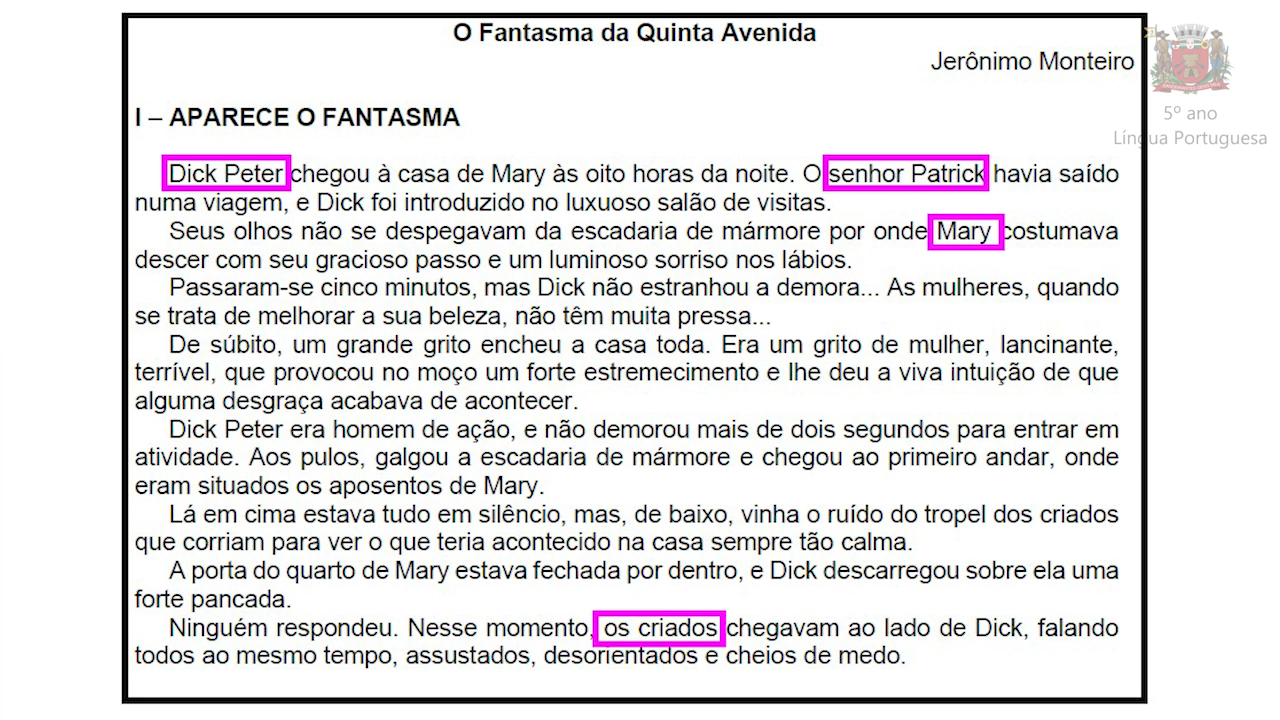 O Fantasma da Quinta Avenida
Jerônimo Monteiro
5º ano
Língua Portuguesa
I – APARECE O FANTASMA
Dick Peter chegou à casa de Mary às oito horas da noite. O senhor Patrick havia saído
numa viagem, e Dick foi introduzido no luxuoso salão de visitas.
Seus olhos não se despegavam da escadaria de mármore por onde Mary costumava
descer com seu gracioso passo e um luminoso sorriso nos lábios.
Passaram-se cinco minutos, mas Dick não estranhou a demora... As mulheres, quando
se trata de melhorar a sua beleza, não têm muita pressa...
De súbito, um grande grito encheu a casa toda. Era um grito de mulher, lancinante,
terrível, que provocou no moço um forte estremecimento e lhe deu a viva intuição de que
alguma desgraça acabava de acontecer.
Dick Peter era homem de ação, e não demorou mais de dois segundos para entrar em
atividade. Aos pulos, galgou a escadaria de mármore e chegou ao primeiro andar, onde
eram situados os aposentos de Mary.
Lá em cima estava tudo em silêncio, mas, de baixo, vinha o ruído do tropel dos criados
que corriam para ver o que teria acontecido na casa sempre tão calma.
A porta do quarto de Mary estava fechada por dentro, e Dick descarregou sobre ela uma
forte pancada.
Ninguém respondeu. Nesse momento, os criados chegavam ao lado de Dick, falando
todos ao mesmo tempo, assustados, desorientados e cheios de medo.